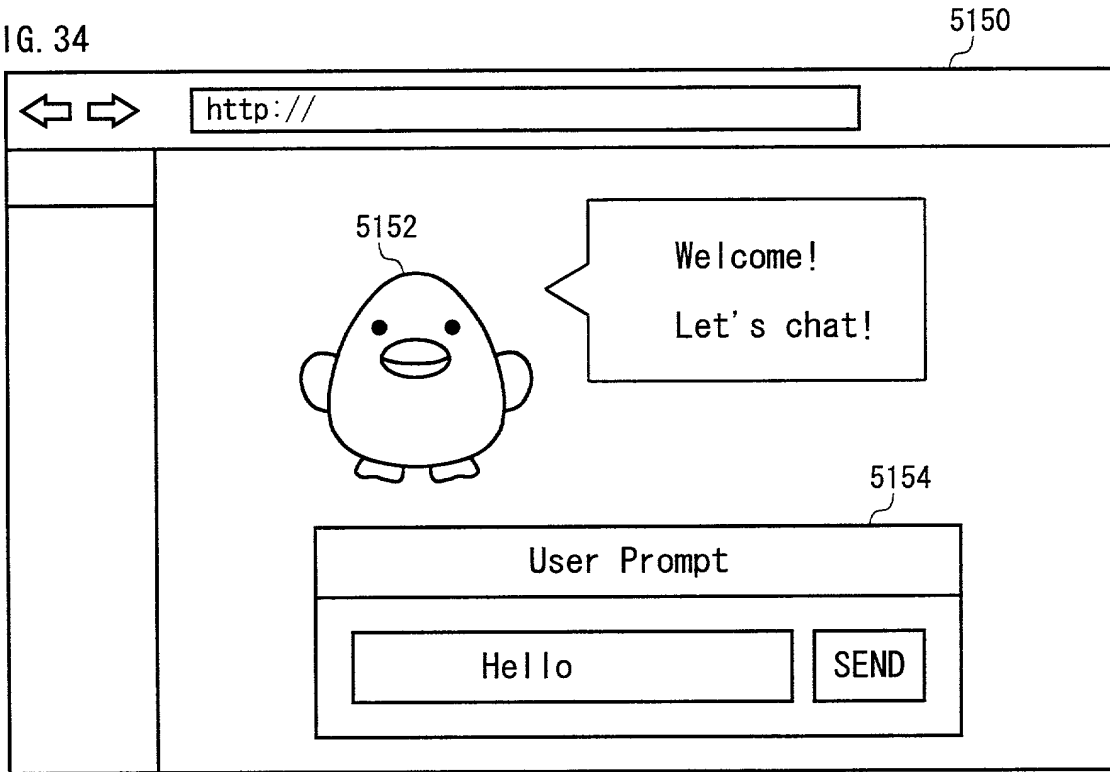 IG. 34
5150
http://
5152
Welcome!
Let's chat!
5154
User Prompt
Hello
SEND